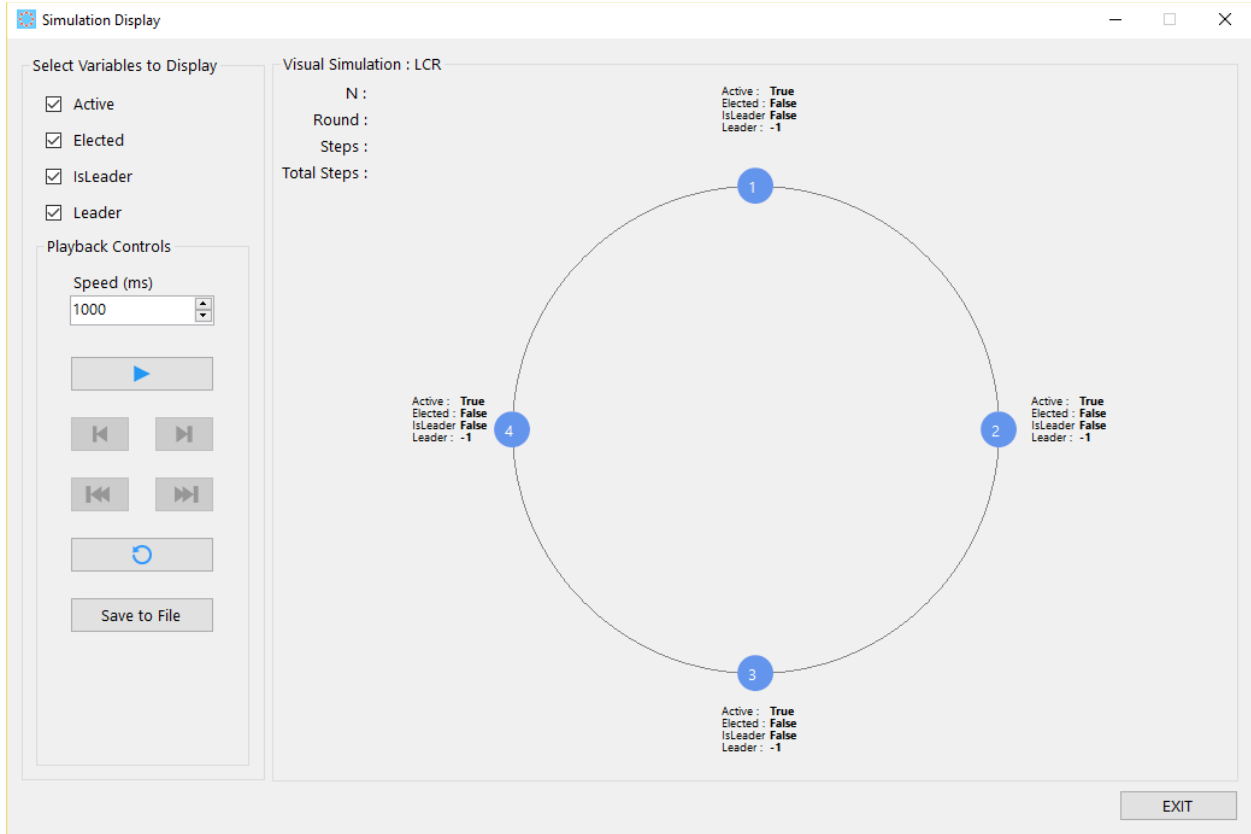 Simulation Display
Select Variables to Display
Active
Elected
IsLeader
Leader
Playback Controls
Speed (ms)
1000
Save to File
Visual Simulation : LCR
N :
Round :
Steps :
Total Steps :
Active : True
Elected : False
IsLeader False
Leader : -1
1
Active : True
Elected : False
IsLeader False
Leader : -1
4
2
Active : True
Elected : False
IsLeader False
Leader : -1
3
Active : True
Elected : False
IsLeader False
Leader : -1
EXIT